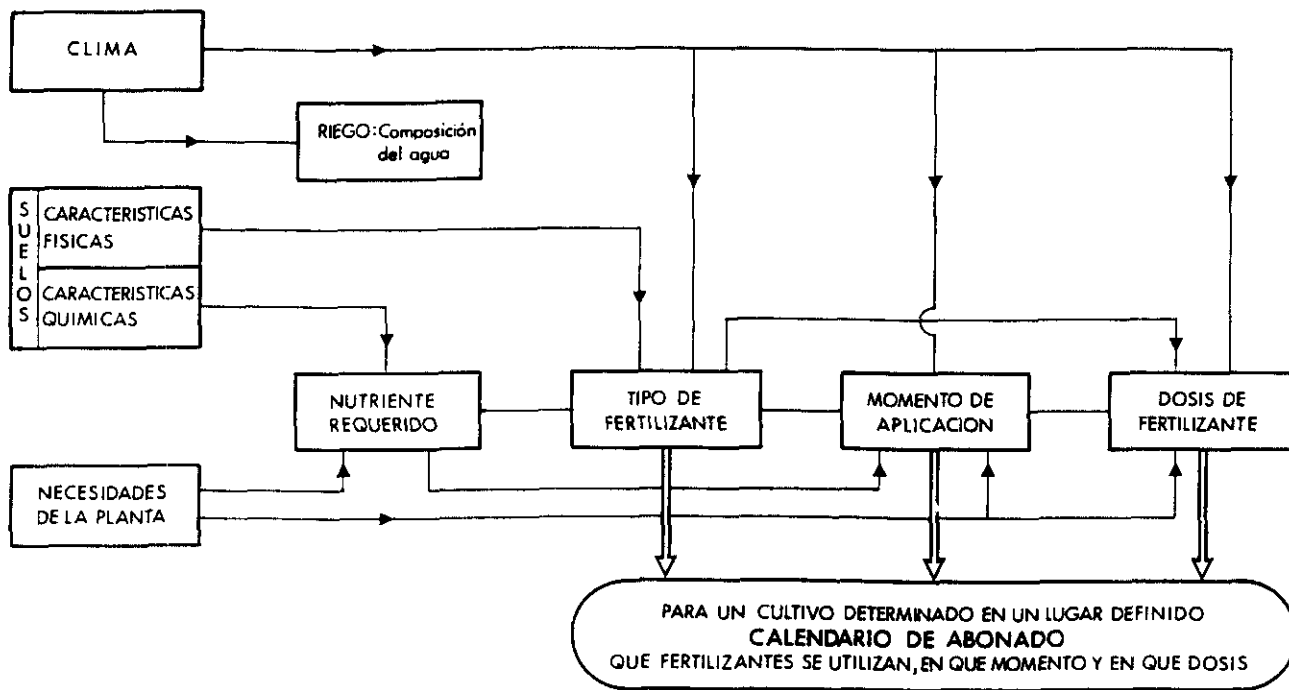 CLIMA
RIEGO: Composición
del agua
SUELOS
CARACTERISTICAS
FISICAS
CARACTERISTICAS
QUIMICAS
NUTRIENTE
REQUERIDO
TIPO DE
FERTILIZANTE
MOMENTO DE
APLICACION
DOSIS DE
FERTILIZANTE
NECESIDADES
DE LA PLANTA
PARA UN CULTIVO DETERMINADO EN UN LUGAR DEFINIDO
CALENDARIO DE ABONADO
QUE FERTILIZANTES SE UTILIZAN, EN QUE MOMENTO Y EN QUE DOSIS